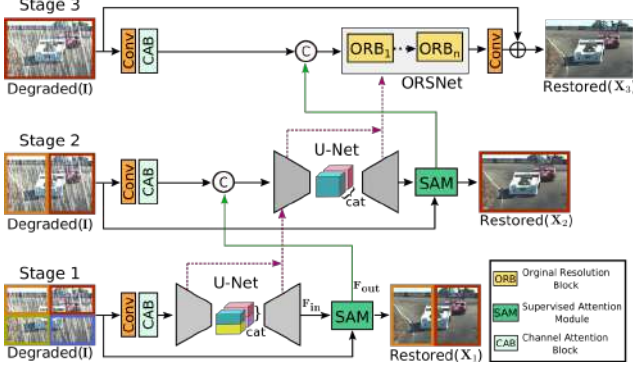 Stage 3
Conv
CAB
C
ORB1
ORBn
ORSNet
Conv
Degraded(I)
Restored(X3)
Stage 2
Conv
CAB
C
U-Net
cat
SAM
Degraded(I)
Restored(X2)
Stage 1
Conv
CAB
U-Net
cat
Fin
Fout
SAM
Degraded(I)
Restored(X1)
ORB
Orginal Resolution
Block
SAM
Supervised Attention
Module
CAB
Channel Attention
Block